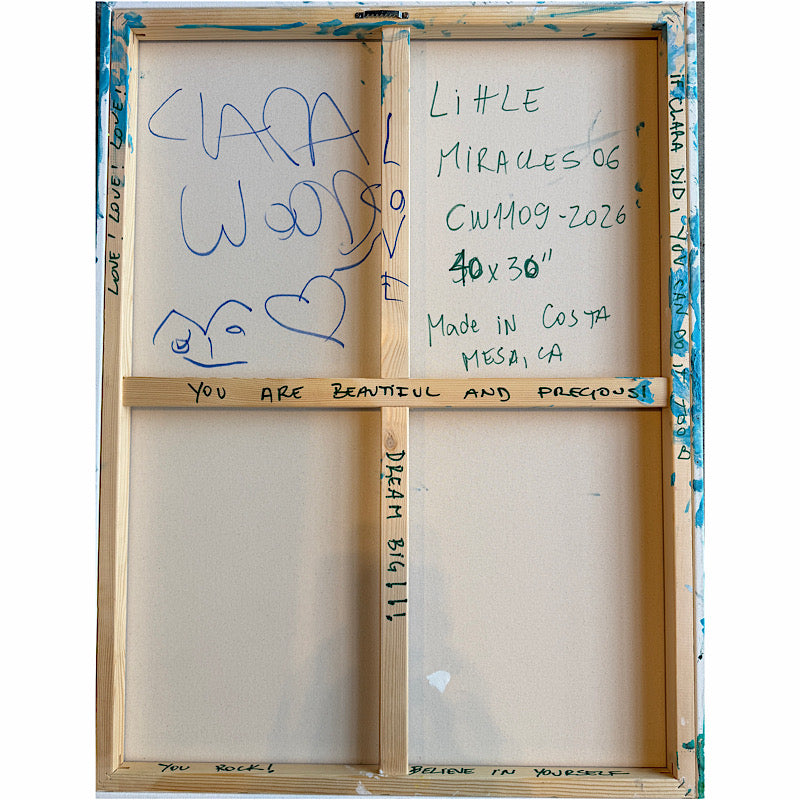 CLARA
WOODS
LittLE
MiRACLES 06
CW1109-2026
40x30"
Made iN COSTA
MESA, CA
LOVE
LOVE! LOVE! LOVE!
iF CLARA DiD, YOU CAN DO iT TOO
YOU ARE BEAUTiFUL AND PRECiOUS!
DREAM BiG!!!
YOU ROCK!
BELiEVE iN YOURSELF